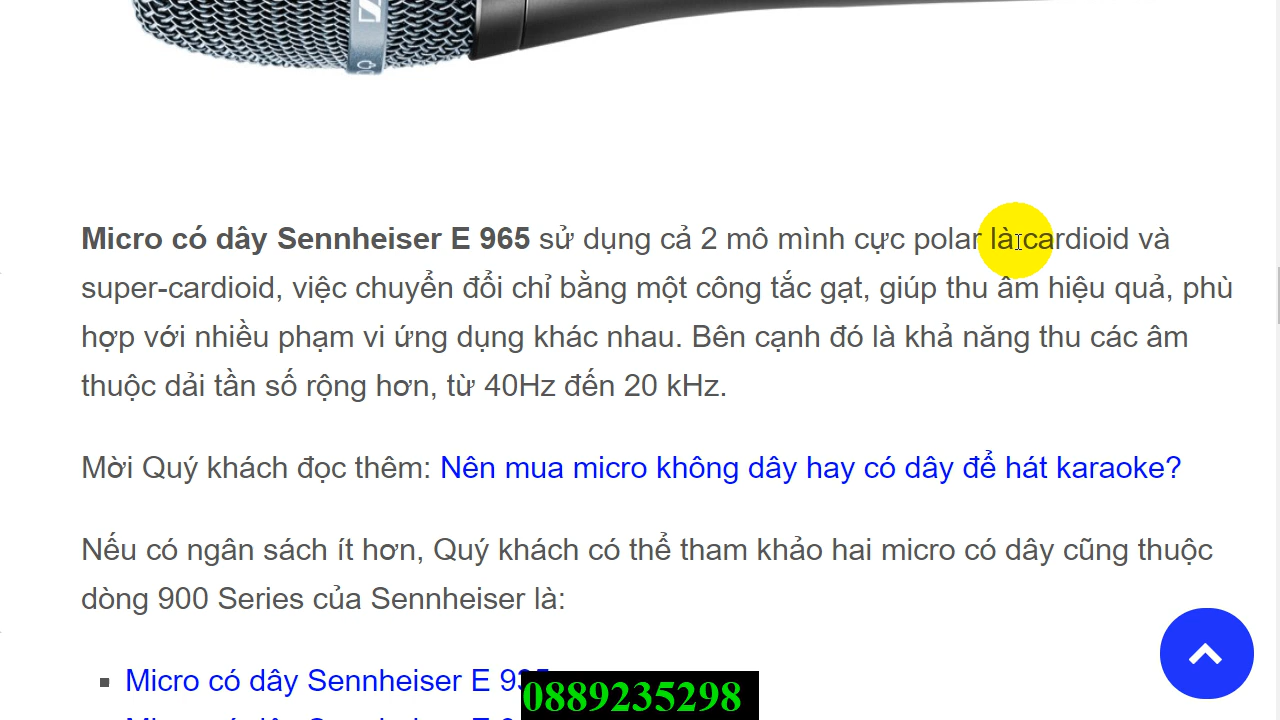 Micro có dây Sennheiser E 965 sử dụng cả 2 mô mình cực polar là cardioid và
super-cardioid, việc chuyển đổi chỉ bằng một công tắc gạt, giúp thu âm hiệu quả, phù
hợp với nhiều phạm vi ứng dụng khác nhau. Bên cạnh đó là khả năng thu các âm
thuộc dải tần số rộng hơn, từ 40Hz đến 20 kHz.
Mời Quý khách đọc thêm: Nên mua micro không dây hay có dây để hát karaoke?
Nếu có ngân sách ít hơn, Quý khách có thể tham khảo hai micro có dây cũng thuộc
dòng 900 Series của Sennheiser là:
Micro có dây Sennheiser E 935
0889235298